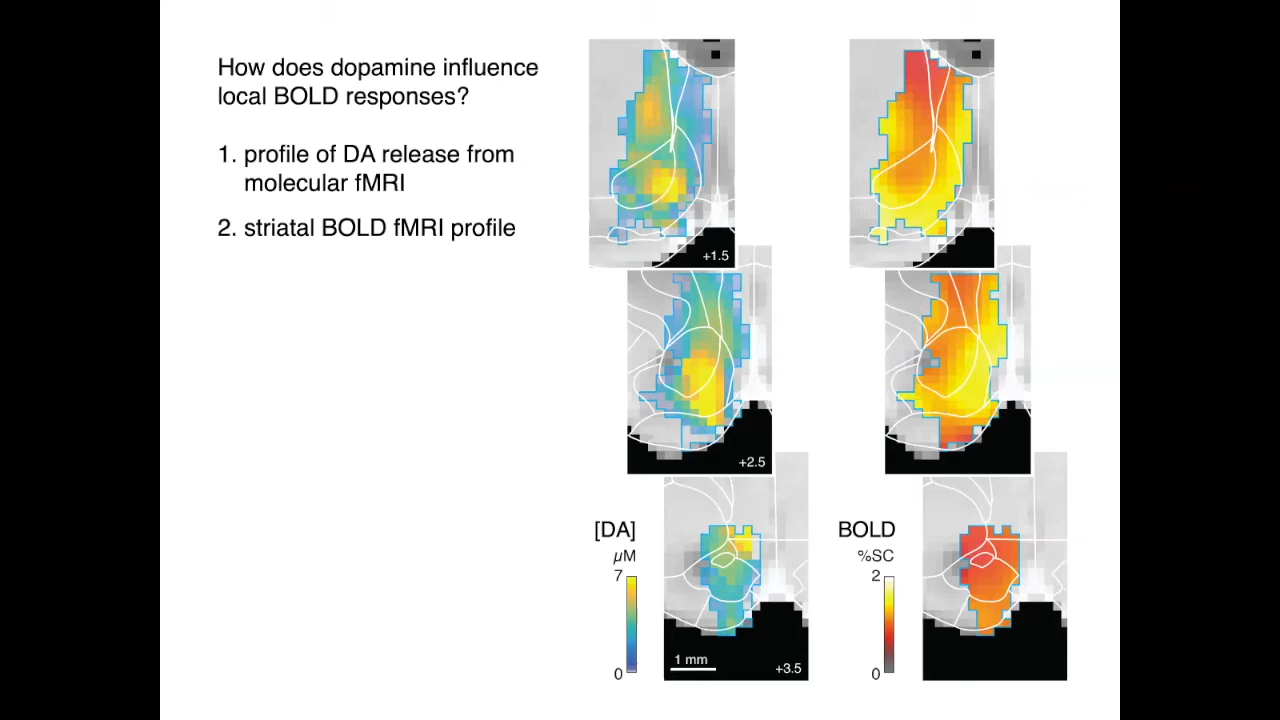 How does dopamine influence
local BOLD responses?
1. profile of DA release from
molecular fMRI
2. striatal BOLD fMRI profile
+1.5
+2.5
[DA]
µM
7
0
1 mm
+3.5
BOLD
%SC
2
0